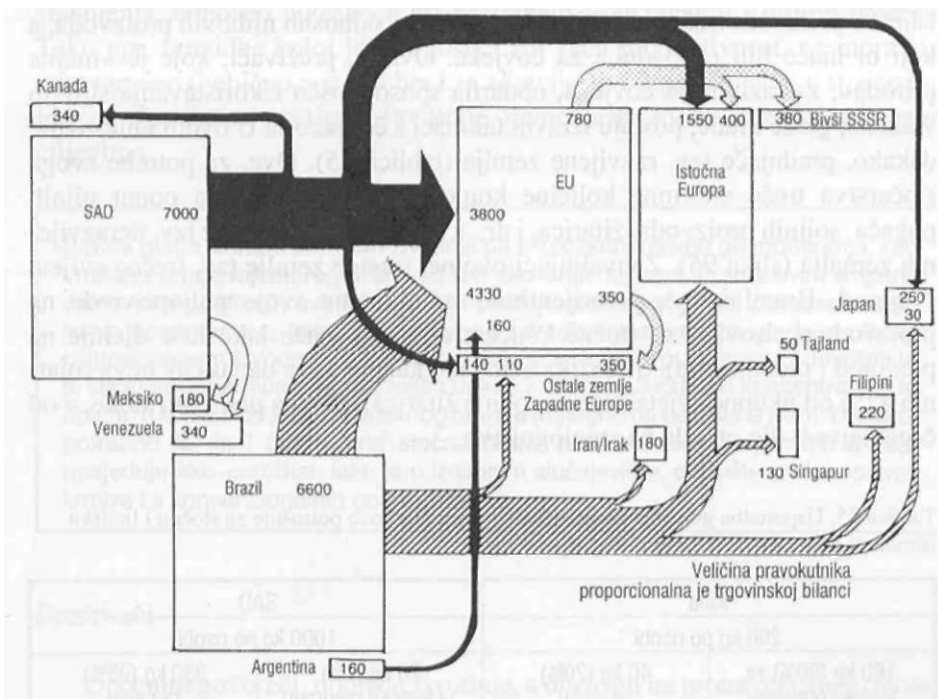 Kanada
340
SAD 7000
780
EU
1550 400
380 Bivši SSSR
Istočna
Europa
3800
4330
160
350
Japan 250
30
140 110 350
Ostale zemlje
Zapadne Europe
50 Tajland
Filipini
220
Meksiko 180
Venezuela 340
Iran/Irak 180
130 Singapur
Brazil 6600
Veličina pravokutnika
proporcionalna je trgovinskoj bilanci
Argentina 160